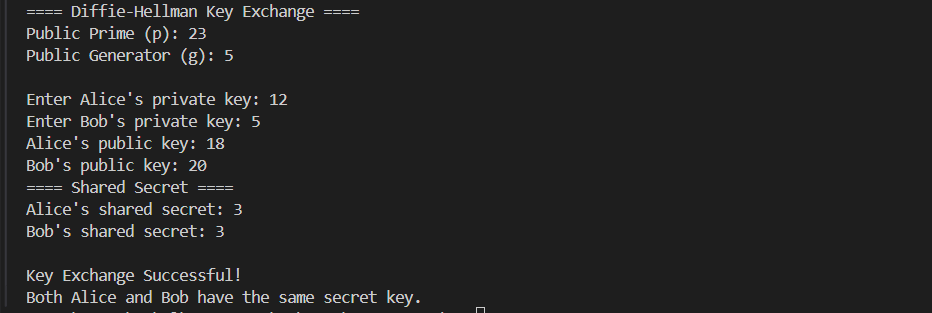 ==== Diffie-Hellman Key Exchange ====
Public Prime (p): 23
Public Generator (g): 5
Enter Alice's private key: 12
Enter Bob's private key: 5
Alice's public key: 18
Bob's public key: 20
==== Shared Secret ====
Alice's shared secret: 3
Bob's shared secret: 3
Key Exchange Successful!
Both Alice and Bob have the same secret key.